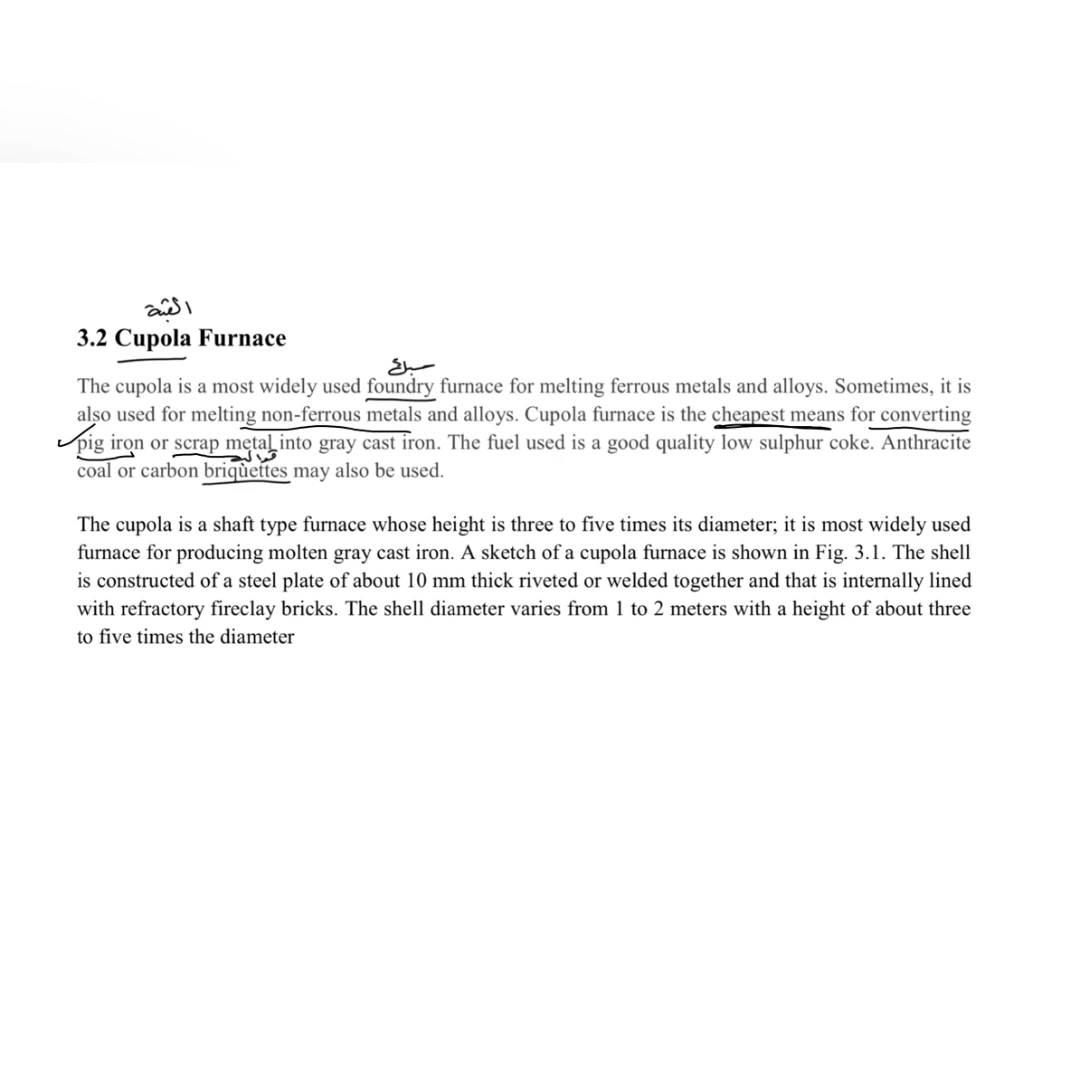 القبة
3.2 Cupola Furnace
The cupola is a most widely used foundry furnace for melting ferrous metals and alloys. Sometimes, it is
also used for melting non-ferrous metals and alloys. Cupola furnace is the cheapest means for converting
pig iron or scrap metal into gray cast iron. The fuel used is a good quality low sulphur coke. Anthracite
coal or carbon briquettes may also be used.
The cupola is a shaft type furnace whose height is three to five times its diameter; it is most widely used
furnace for producing molten gray cast iron. A sketch of a cupola furnace is shown in Fig. 3.1. The shell
is constructed of a steel plate of about 10 mm thick riveted or welded together and that is internally lined
with refractory fireclay bricks. The shell diameter varies from 1 to 2 meters with a height of about three
to five times the diameter